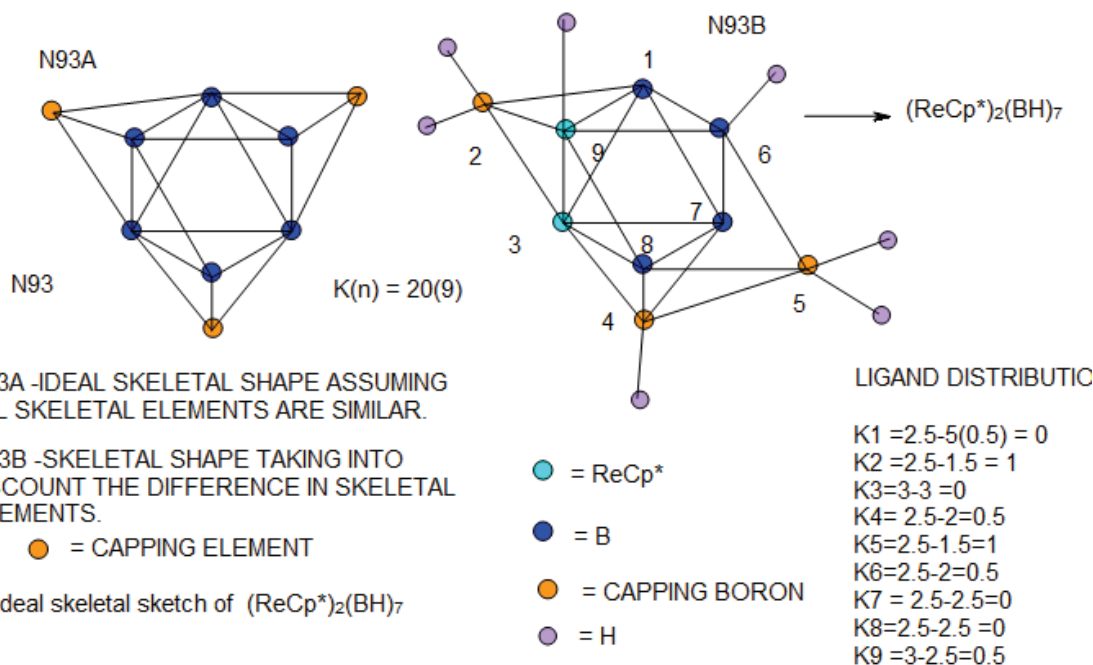 N93A
N93B
1
(ReCp*)₂(BH)₇
2
9
6
7
3
8
N93
K(n) = 20(9)
4
5
3A -IDEAL SKELETAL SHAPE ASSUMING
L SKELETAL ELEMENTS ARE SIMILAR.
3B -SKELETAL SHAPE TAKING INTO
CCOUNT THE DIFFERENCE IN SKELETAL
EMENTS.
= CAPPING ELEMENT
deal skeletal sketch of (ReCp*)₂(BH)₇
= ReCp*
= B
= CAPPING BORON
= H
LIGAND DISTRIBUTIO
K1 =2.5-5(0.5) = 0
K2 =2.5-1.5 = 1
K3=3-3 =0
K4= 2.5-2=0.5
K5=2.5-1.5=1
K6=2.5-2=0.5
K7 = 2.5-2.5=0
K8=2.5-2.5 =0
K9 =3-2.5=0.5